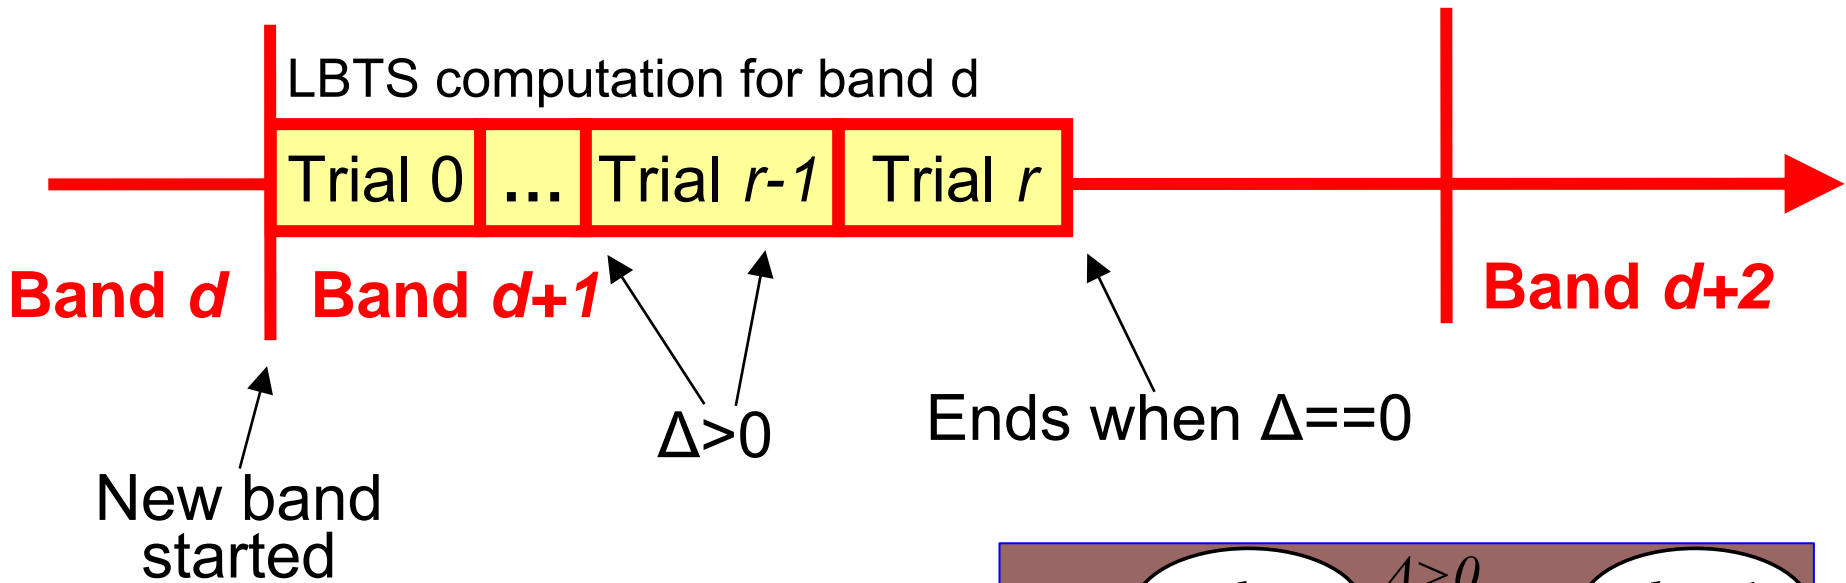 LBTS computation for band d
Trial 0 ... Trial r-1 Trial r
Band d Band d+1 Band d+2
Δ>0 Ends when Δ==0
New band
started
Δ>0